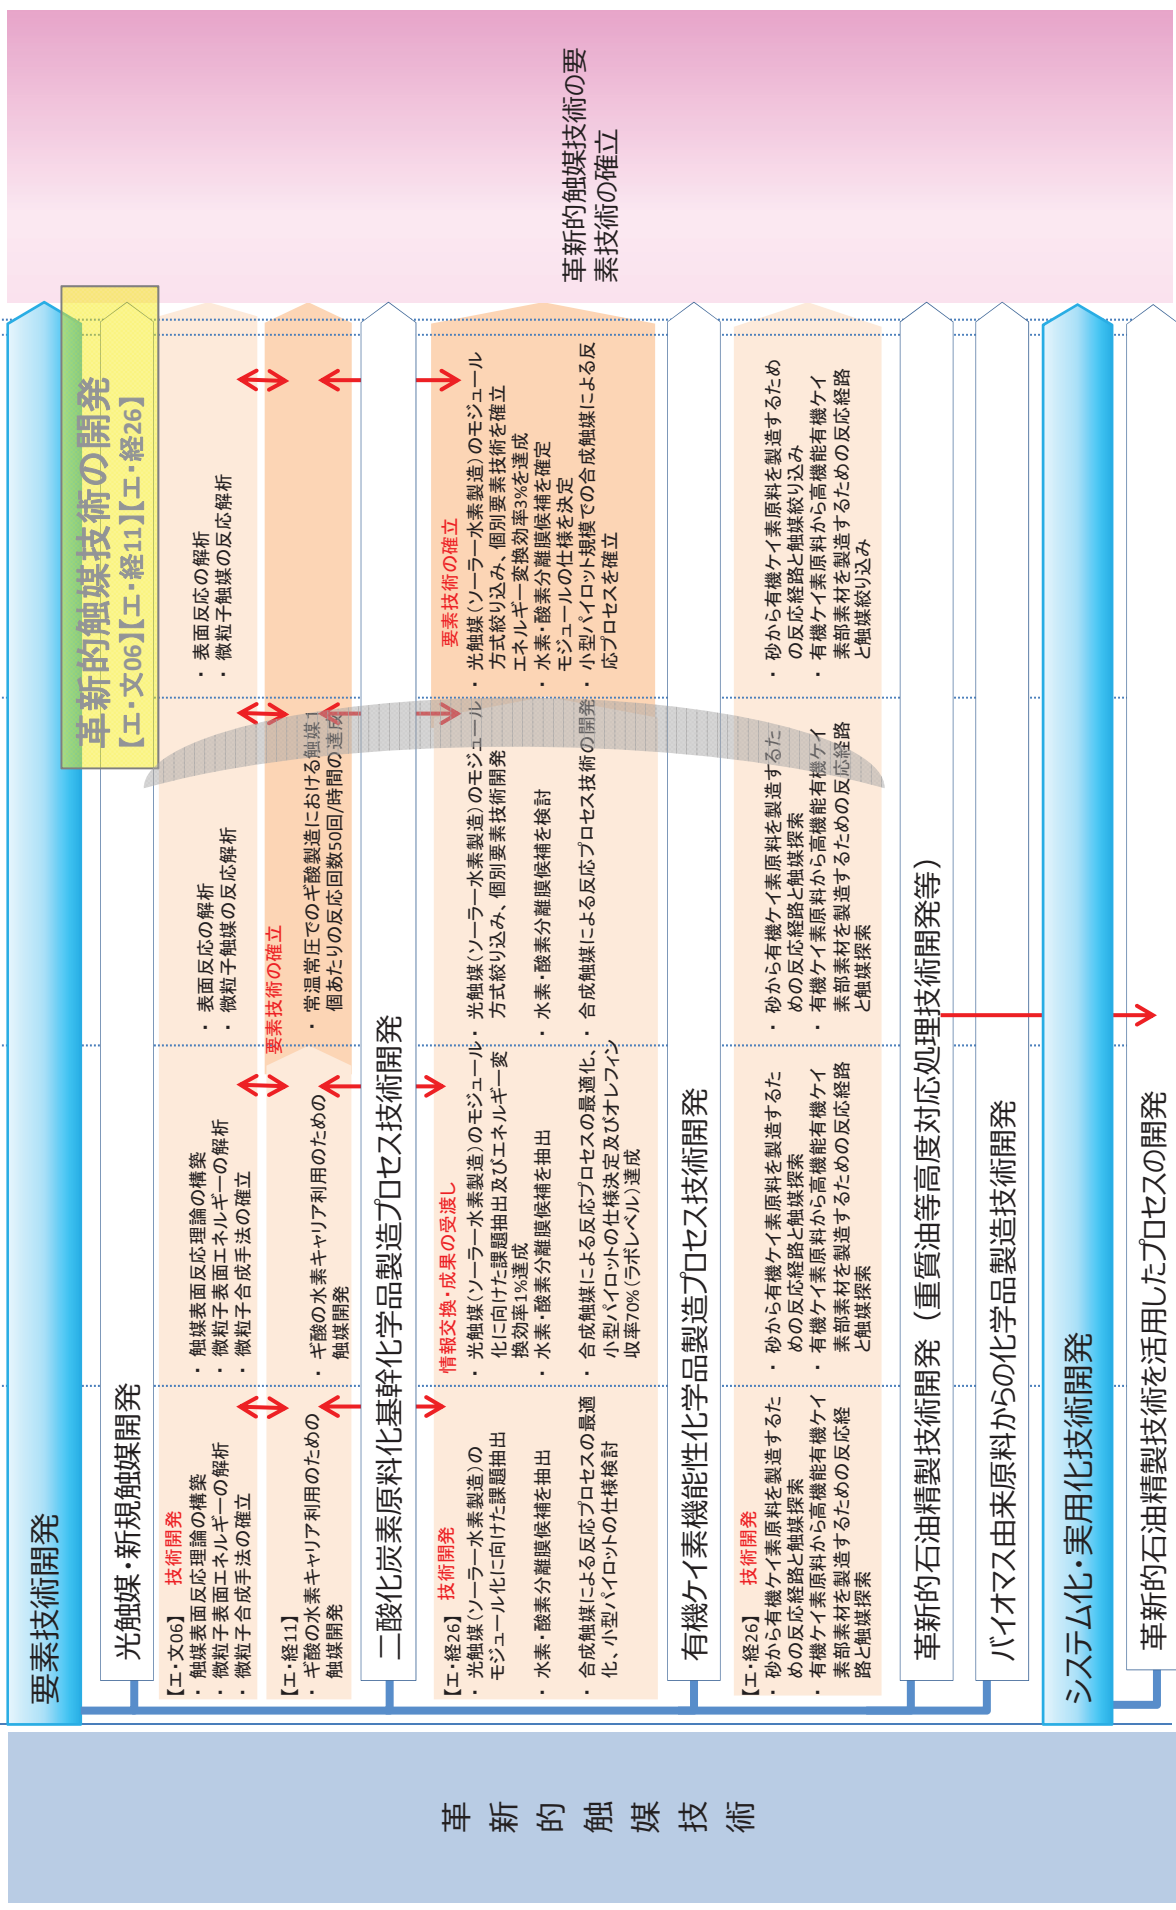 革新的触媒技術
要素技術開発
革新的触媒技術の開発
【エ・文06】【エ・経11】【エ・経26】
光触媒・新規触媒開発
【エ・文06】 技術開発
・ 触媒表面反応理論の構築
・ 微粒子表面エネルギーの解析
・ 微粒子合成手法の確立
・ 触媒表面反応理論の構築
・ 微粒子表面エネルギーの解析
・ 微粒子合成手法の確立
・ 表面反応の解析
・ 微粒子触媒の反応解析
・ 表面反応の解析
・ 微粒子触媒の反応解析
【エ・経11】
・ ギ酸の水素キャリア利用のための
触媒開発
・ ギ酸の水素キャリア利用のための
触媒開発
要素技術の確立
・ 常温常圧でのギ酸製造における触媒1
個あたりの反応回数50回/時間の達成
二酸化炭素原料化基幹化学品製造プロセス技術開発
【エ・経26】 技術開発
・ 光触媒（ソーラー水素製造）の
モジュール化に向けた課題抽出
・ 水素・酸素分離膜候補を抽出
・ 合成触媒による反応プロセスの最適
化、小型パイロットの仕様検討
情報交換・成果の受渡し
・ 光触媒（ソーラー水素製造）のモジュール
化に向けた課題抽出及びエネルギー変
換効率1%達成
・ 水素・酸素分離膜候補を抽出
・ 合成触媒による反応プロセスの最適化、
小型パイロットの仕様決定及びオレフィン
収率70%（ラボレベル）達成
・ 光触媒（ソーラー水素製造）のモジュール
方式絞り込み、個別要素技術開発
・ 水素・酸素分離膜候補を検討
・ 合成触媒による反応プロセス技術の開発
要素技術の確立
・ 光触媒（ソーラー水素製造）のモジュール
方式絞り込み、個別要素技術を確立
エネルギー変換効率3%を達成
・ 水素・酸素分離膜候補を確定
モジュールの仕様を決定
・ 小型パイロット規模での合成触媒による反
応プロセスを確立
有機ケイ素機能性化学品製造プロセス技術開発
【エ・経26】 技術開発
・ 砂から有機ケイ素原料を製造するた
めの反応経路と触媒探索
・ 有機ケイ素原料から高機能有機ケイ
素部素材を製造するための反応経
路と触媒探索
・ 砂から有機ケイ素原料を製造するた
めの反応経路と触媒探索
・ 有機ケイ素原料から高機能有機ケイ
素部素材を製造するための反応経路
と触媒探索
・ 砂から有機ケイ素原料を製造するた
めの反応経路と触媒探索
・ 有機ケイ素原料から高機能有機ケイ
素部素材を製造するための反応経路
と触媒探索
・ 砂から有機ケイ素原料を製造するため
の反応経路と触媒絞り込み
・ 有機ケイ素原料から高機能有機ケイ
素部素材を製造するための反応経路
と触媒絞り込み
革新的石油精製技術開発（重質油等高度対応処理技術開発等）
バイオマス由来原料からの化学品製造技術開発
システム化・実用化技術開発
革新的石油精製技術を活用したプロセスの開発
革新的触媒技術の要
素技術の確立